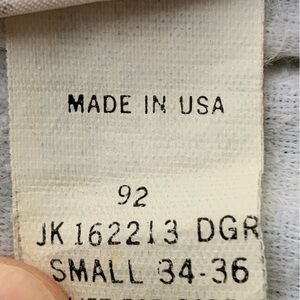 MADE IN USA
92
JK 162213 DGR
SMALL 34-36